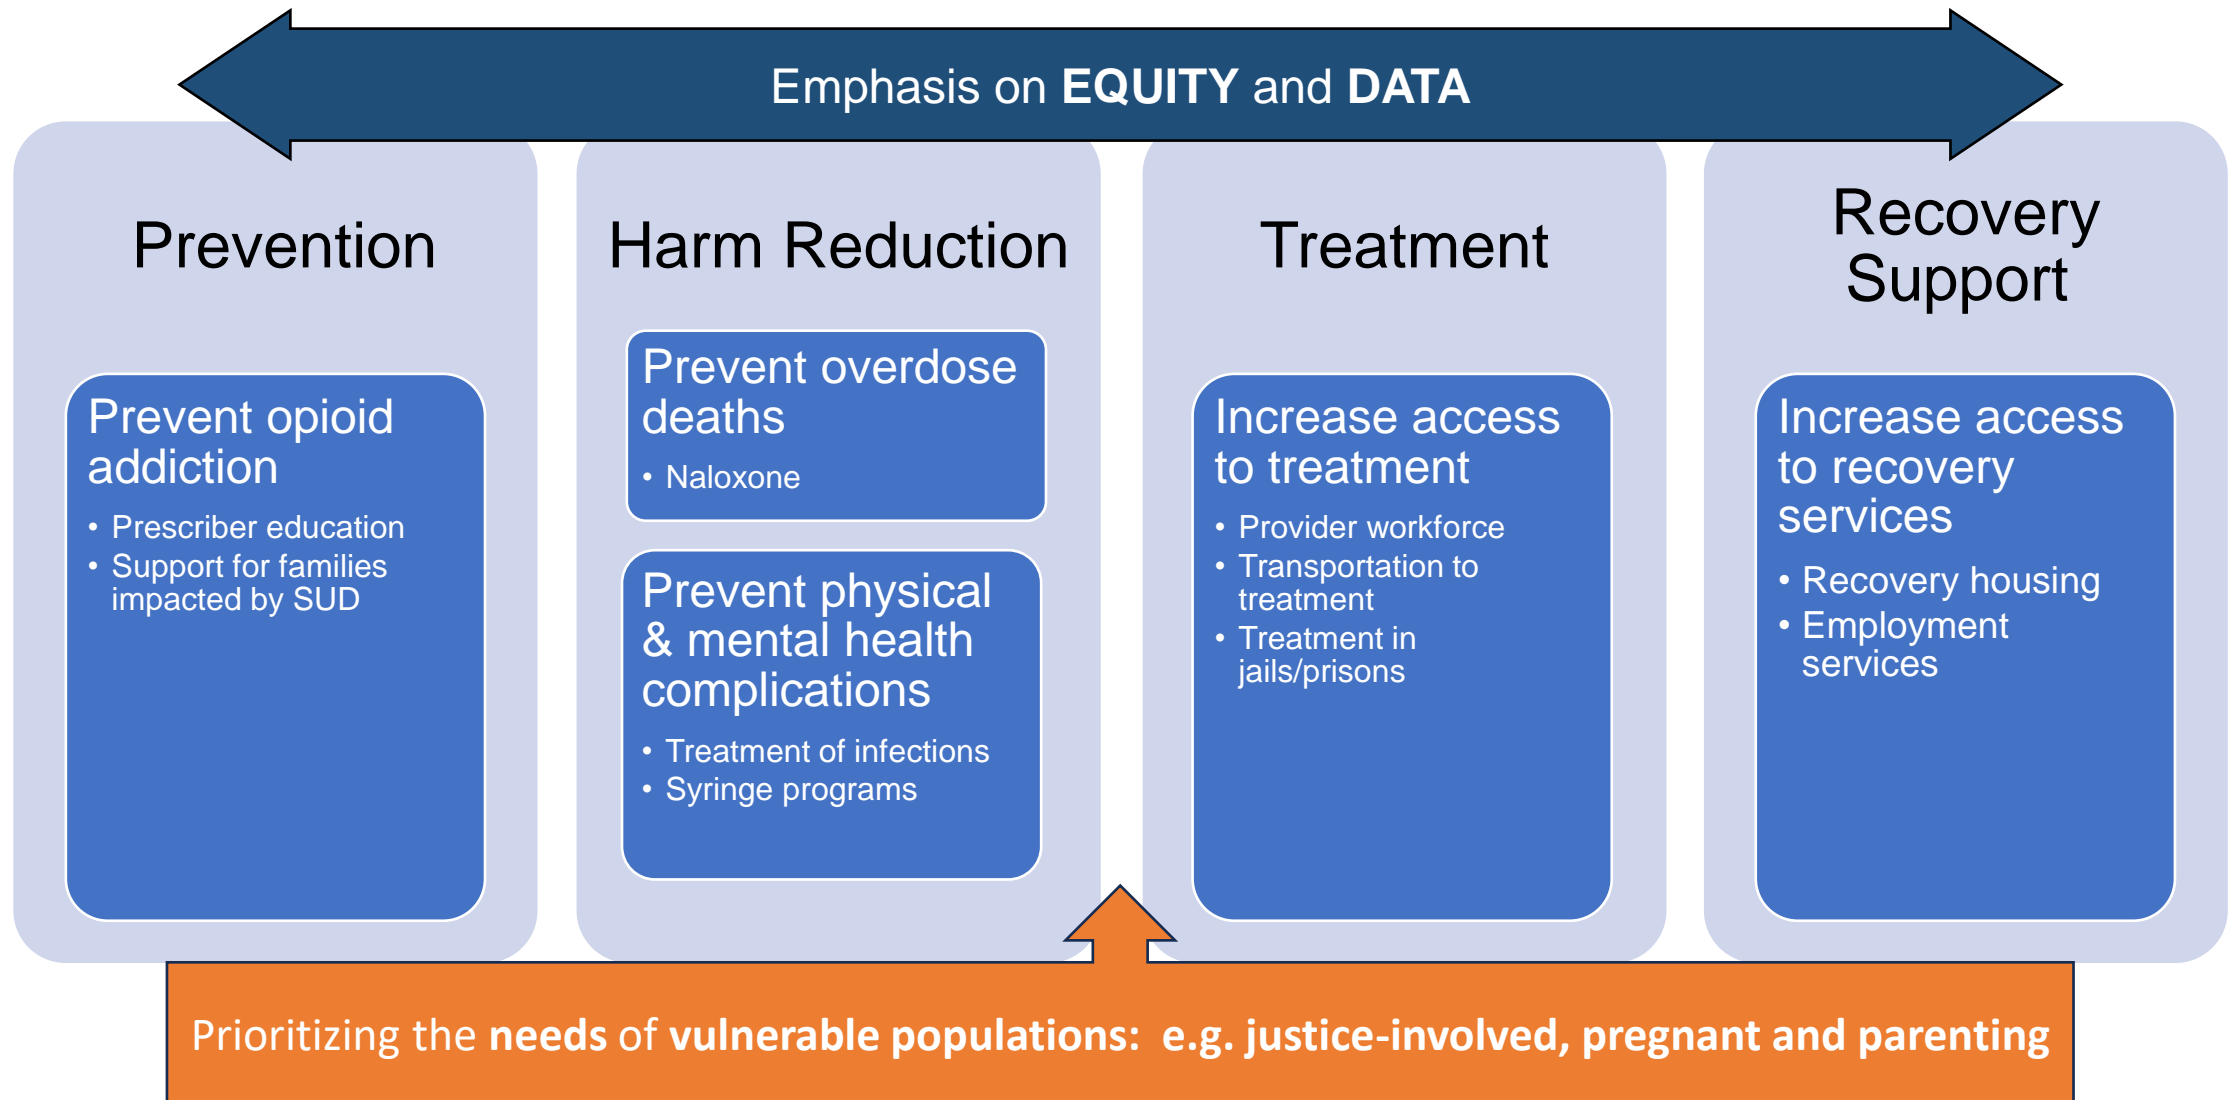 Emphasis on EQUITY and DATA
Prevention
Prevent opioid
addiction
• Prescriber education
• Support for families
impacted by SUD
Harm Reduction
Prevent overdose
deaths
• Naloxone
Prevent physical
& mental health
complications
• Treatment of infections
• Syringe programs
Treatment
Increase access
to treatment
• Provider workforce
• Transportation to
treatment
• Treatment in
jails/prisons
Recovery
Support
Increase access
to recovery
services
• Recovery housing
• Employment
services
Prioritizing the needs of vulnerable populations:  e.g. justice-involved, pregnant and parenting